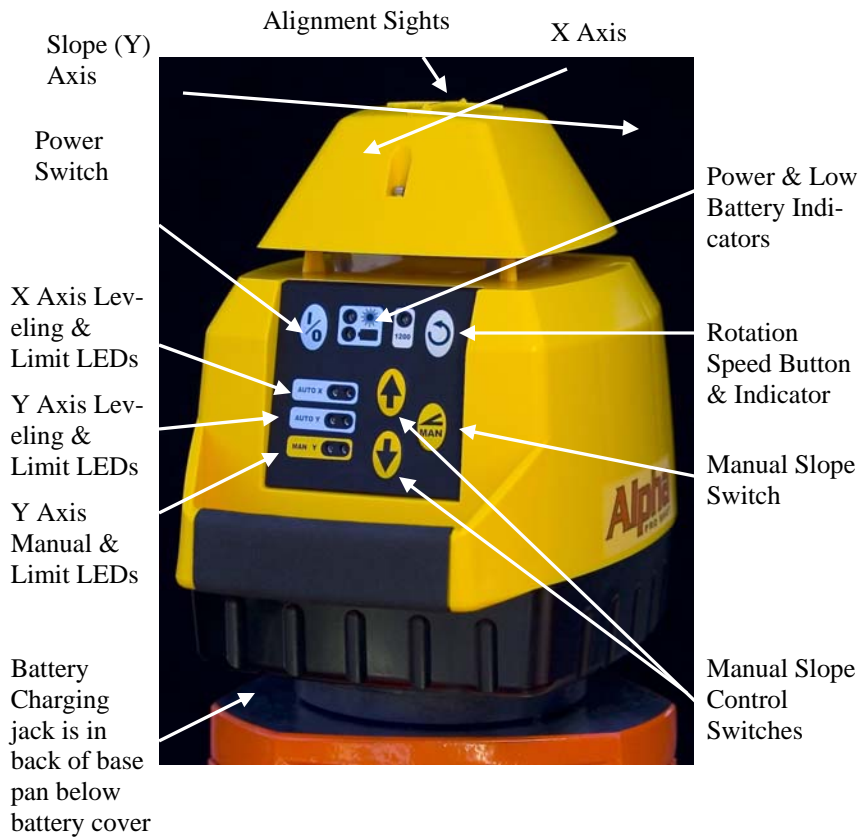 Alignment Sights
X Axis
Slope (Y)
Axis
Power
Switch
X Axis Lev-
eling &
Limit LEDs
Y Axis Lev-
eling &
Limit LEDs
Y Axis
Manual &
Limit LEDs
Battery
Charging
jack is in
back of base
pan below
battery cover
I/O
1200
AUTO X
AUTO Y
MAN Y
MAN
Alpha
PRO SHOT
Power & Low
Battery Indi-
cators
Rotation
Speed Button
& Indicator
Manual Slope
Switch
Manual Slope
Control
Switches